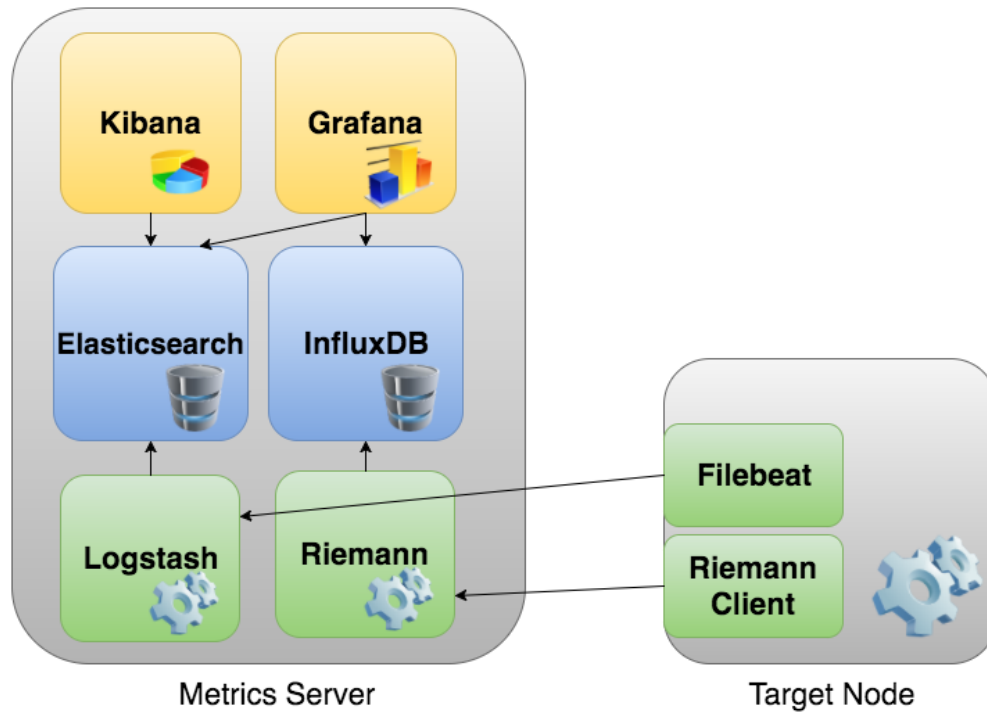 Kibana
Grafana
Elasticsearch
InfluxDB
Logstash
Riemann
Filebeat
Riemann
Client
Metrics Server
Target Node